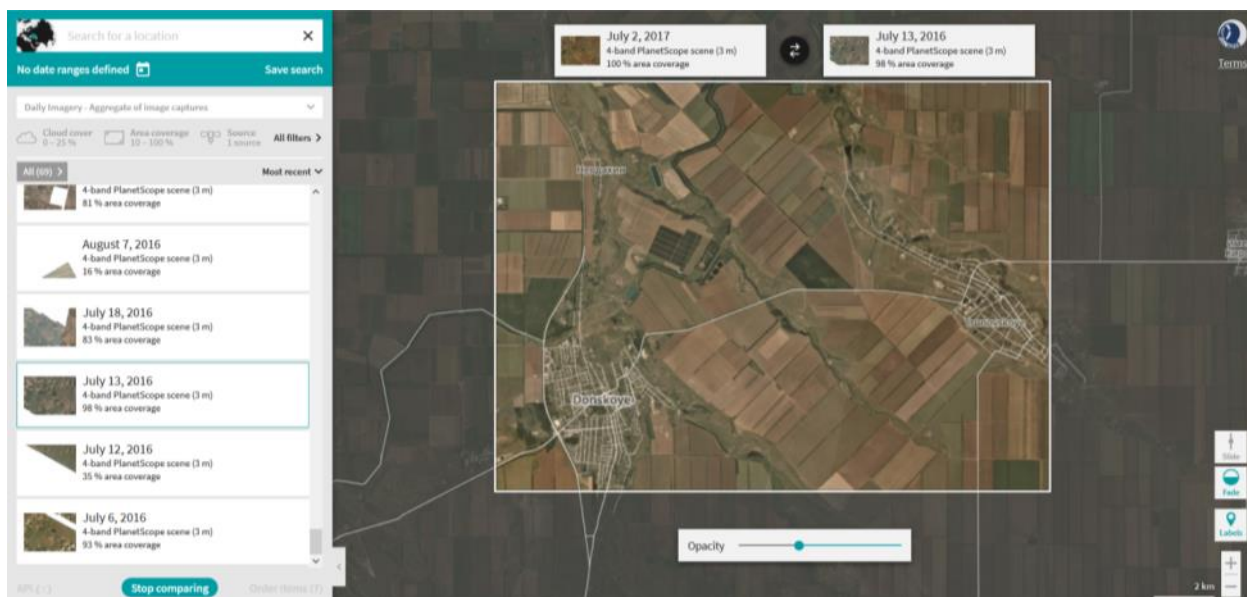 Search for a location
No date ranges defined
Save search
Daily Imagery - Aggregate of image captures
Cloud cover
0 – 25 %
Area coverage
10 – 100 %
Source
1 source
All filters
All (69)
Most recent
4-band PlanetScope scene (3 m)
81 % area coverage
August 7, 2016
4-band PlanetScope scene (3 m)
16 % area coverage
July 18, 2016
4-band PlanetScope scene (3 m)
83 % area coverage
July 13, 2016
4-band PlanetScope scene (3 m)
98 % area coverage
July 12, 2016
4-band PlanetScope scene (3 m)
35 % area coverage
July 6, 2016
4-band PlanetScope scene (3 m)
93 % area coverage
Stop comparing
Order items
July 2, 2017
4-band PlanetScope scene (3 m)
100 % area coverage
July 13, 2016
4-band PlanetScope scene (3 m)
98 % area coverage
Terms
Donskoye
Slide
Fade
Labels
Opacity
2 km